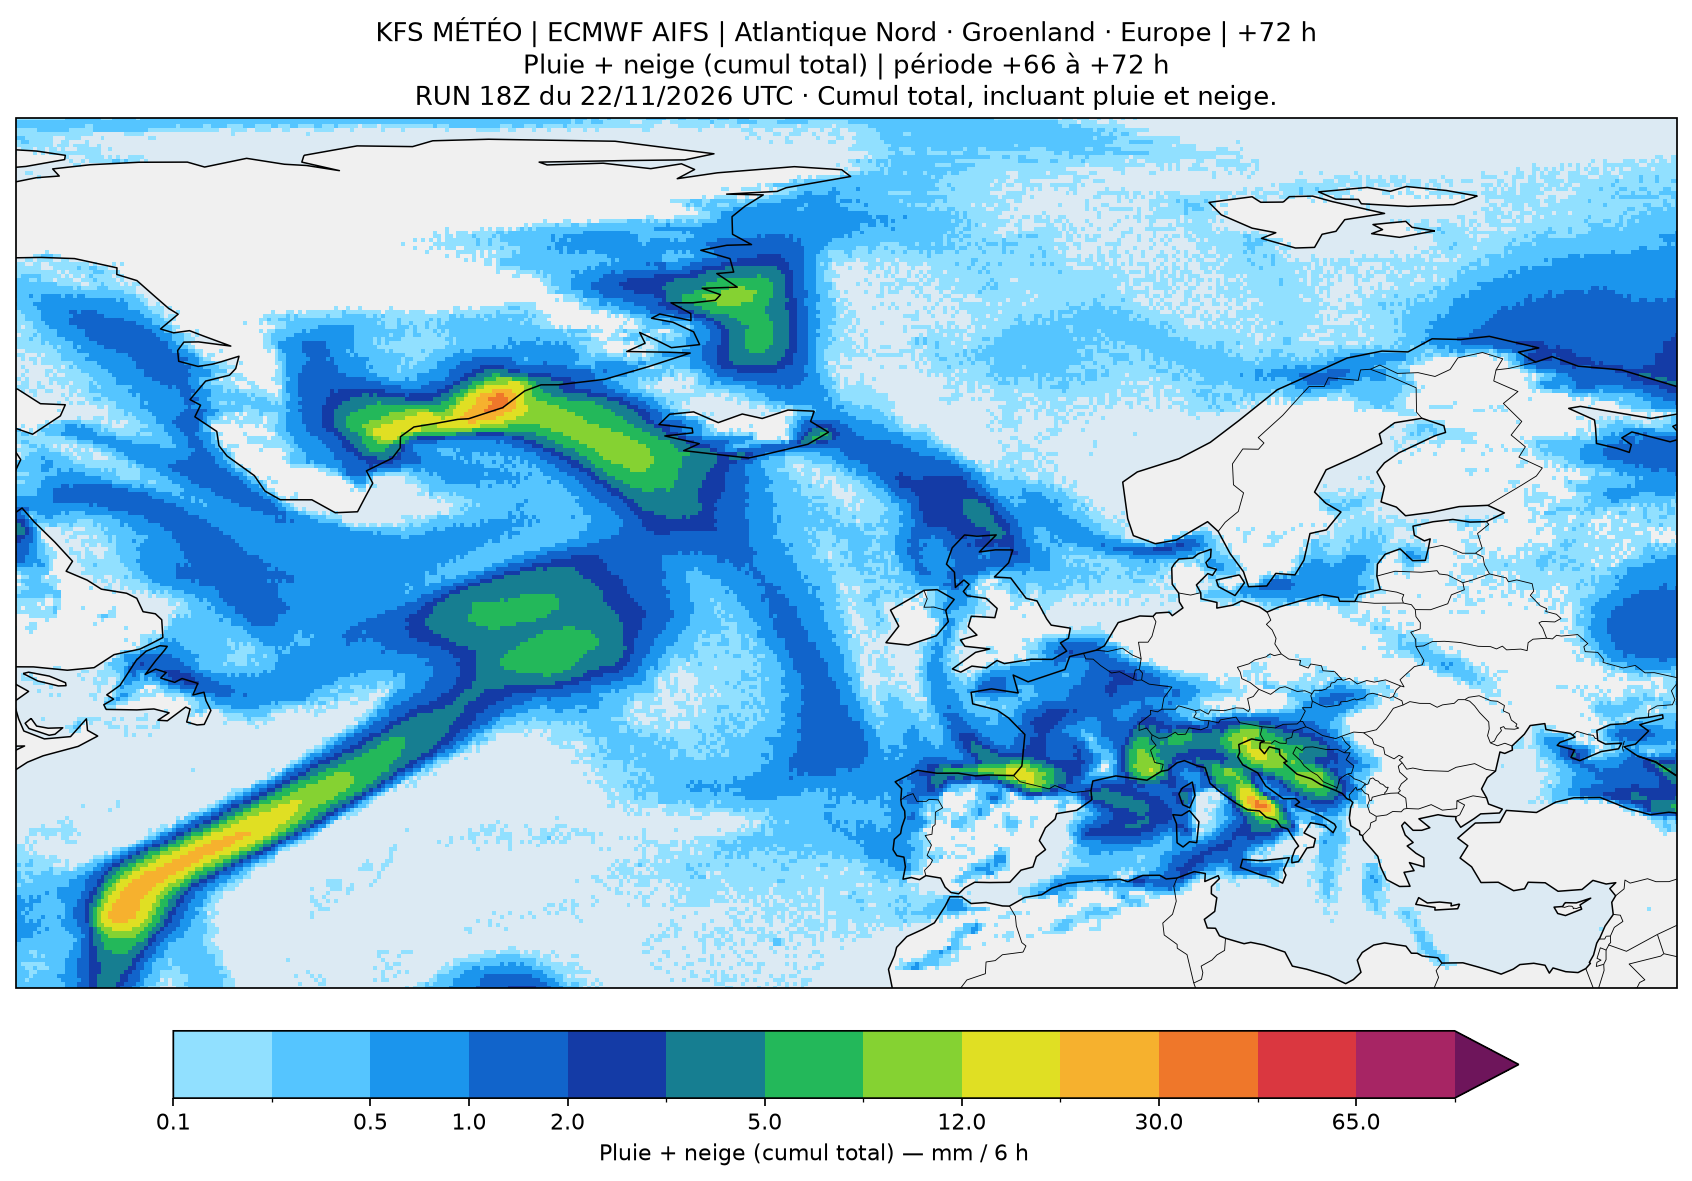 KFS MÉTÉO | ECMWF AIFS | Atlantique Nord · Groenland · Europe | +72 h
Pluie + neige (cumul total) | période +66 à +72 h
RUN 18Z du 22/11/2026 UTC · Cumul total, incluant pluie et neige.
0.1 0.5 1.0 2.0 5.0 12.0 30.0 65.0
Pluie + neige (cumul total) — mm / 6 h